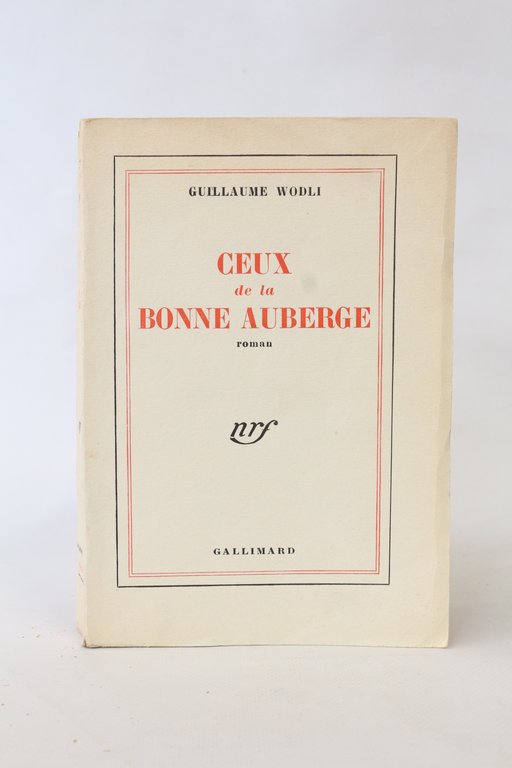 GUILLAUME WODLI
CEUX
de la
BONNE AUBERGE
roman
nrf
GALLIMARD